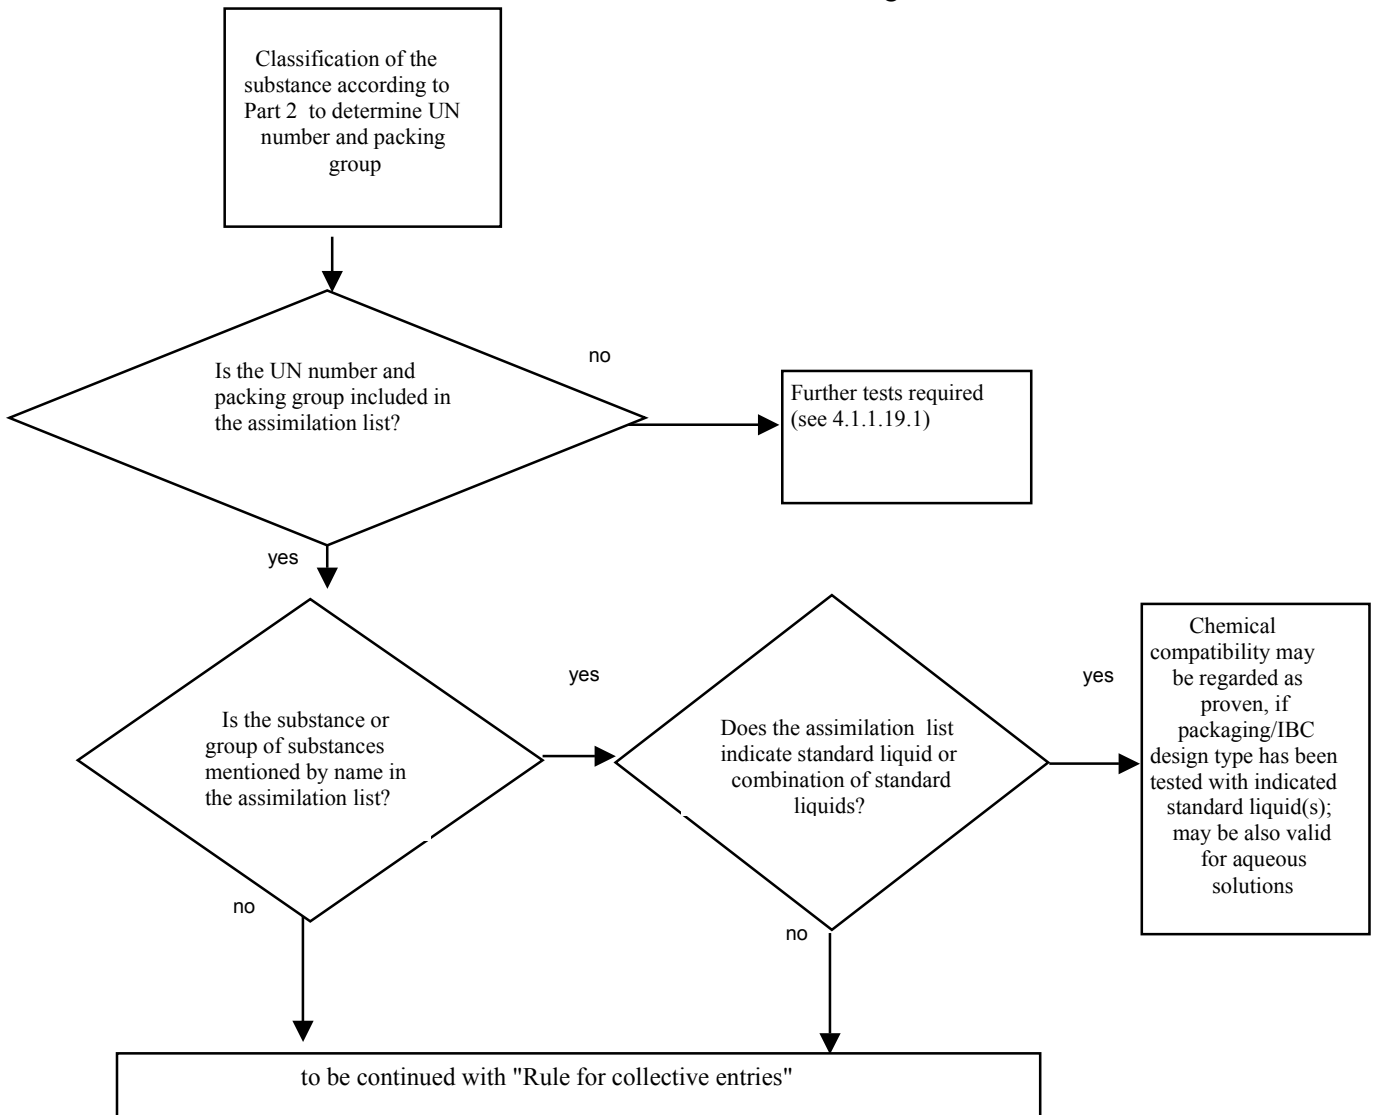 Classification of the
substance according to
Part 2 to determine UN
number and packing
group
Is the UN number and
packing group included in
the assimilation list?
no
Further tests required
(see 4.1.1.19.1)
yes
Is the substance or
group of substances
mentioned by name in
the assimilation list?
yes
Does the assimilation list
indicate standard liquid or
combination of standard
liquids?
yes
Chemical
compatibility may
be regarded as
proven, if
packaging/IBC
design type has been
tested with indicated
standard liquid(s);
may be also valid
for aqueous
solutions
no
no
to be continued with "Rule for collective entries"